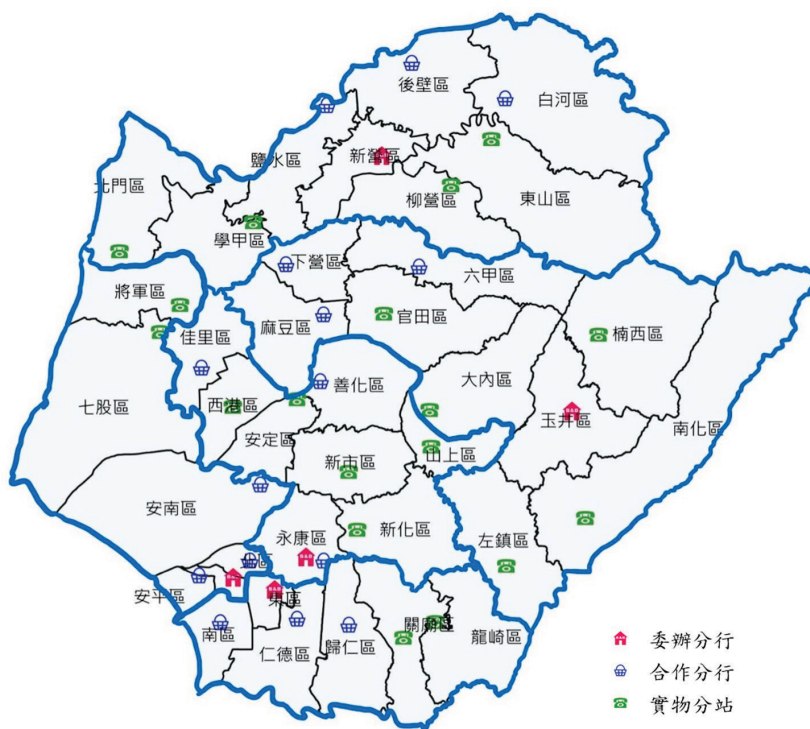 後壁區
白河區
鹽水區
新營區
北門區
柳營區
東山區
學甲區
下營區
六甲區
將軍區
官田區
佳里區
麻豆區
楠西區
大內區
善化區
七股區
西港區
玉井區
南化區
安定區
山上區
新市區
安南區
新化區
永康區
左鎮區
安平區
東區
南區
關廟區
龍崎區
歸仁區
仁德區
委辦分行
合作分行
實物分站